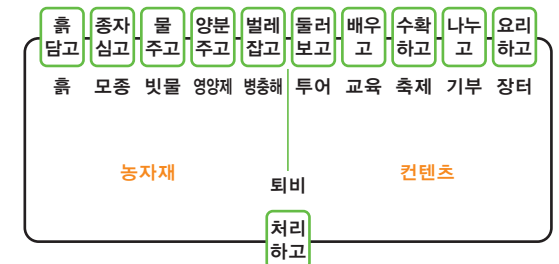 흙 담고
종자 심고
물 주고
양분 주고
벌레 잡고
둘러 보고
배우 고
수확 하고
나누 고
요리 하고
흙 모종 빗물 영양제 병충해 투어 교육 축제 기부 장터
농자재 컨텐츠
퇴비
처리
하고